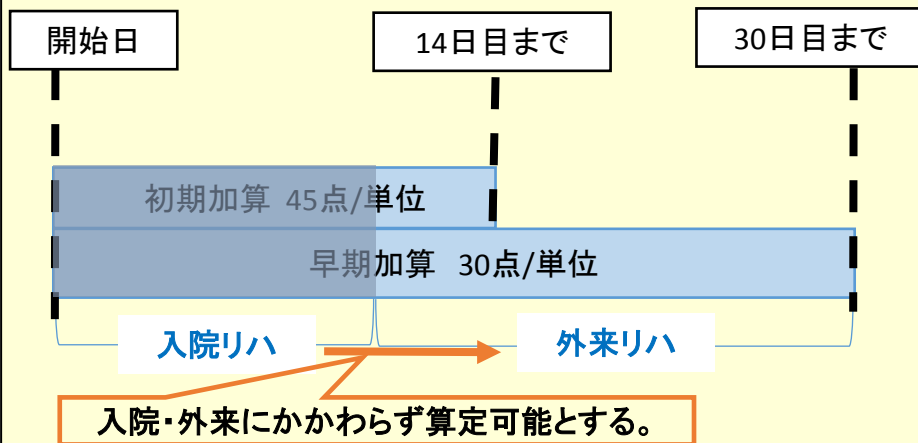 開始日
14日目まで
30日目まで
初期加算 45点/単位
早期加算 30点/単位
入院リハ
外来リハ
入院・外来にかかわらず算定可能とする。